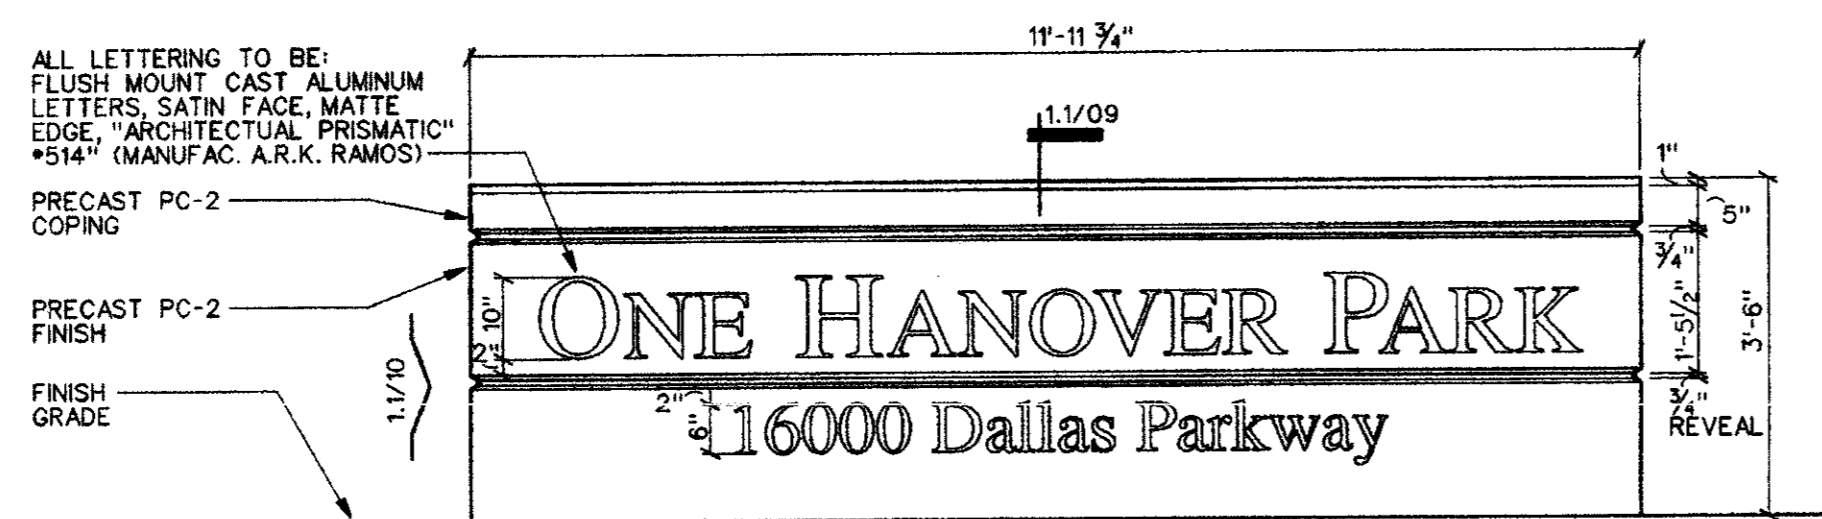 11'-11 3/4"
ALL LETTERING TO BE:
FLUSH MOUNT CAST ALUMINUM
LETTERS, SATIN FACE, MATTE
EDGE, "ARCHITECTUAL PRISMATIC"
*514" (MANUFAC. A.R.K. RAMOS)
1.1/09
PRECAST PC-2
COPING
1"
5"
3/4"
PRECAST PC-2
FINISH
10"
2"
ONE HANOVER PARK
1'-5 1/2"
3'-6"
1.1/10
FINISH
GRADE
2"
6"
16000 Dallas Parkway
3/4"
REVEAL